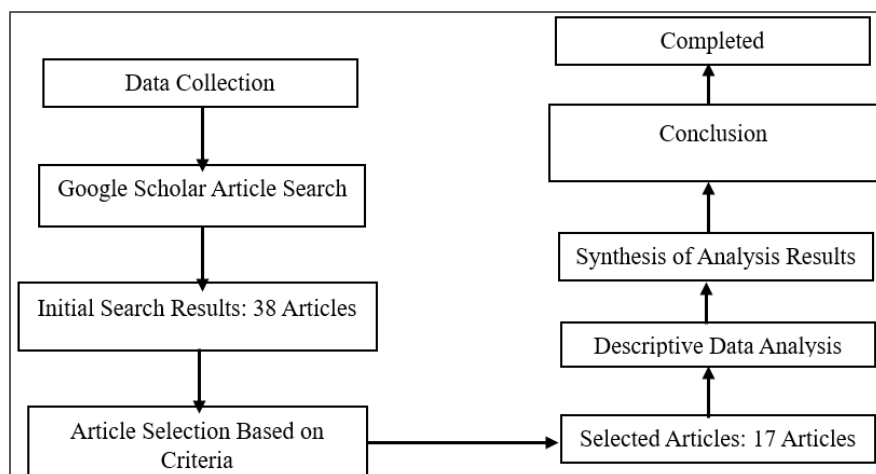 Data Collection
Google Scholar Article Search
Initial Search Results: 38 Articles
Article Selection Based on
Criteria
Selected Articles: 17 Articles
Descriptive Data Analysis
Synthesis of Analysis Results
Conclusion
Completed